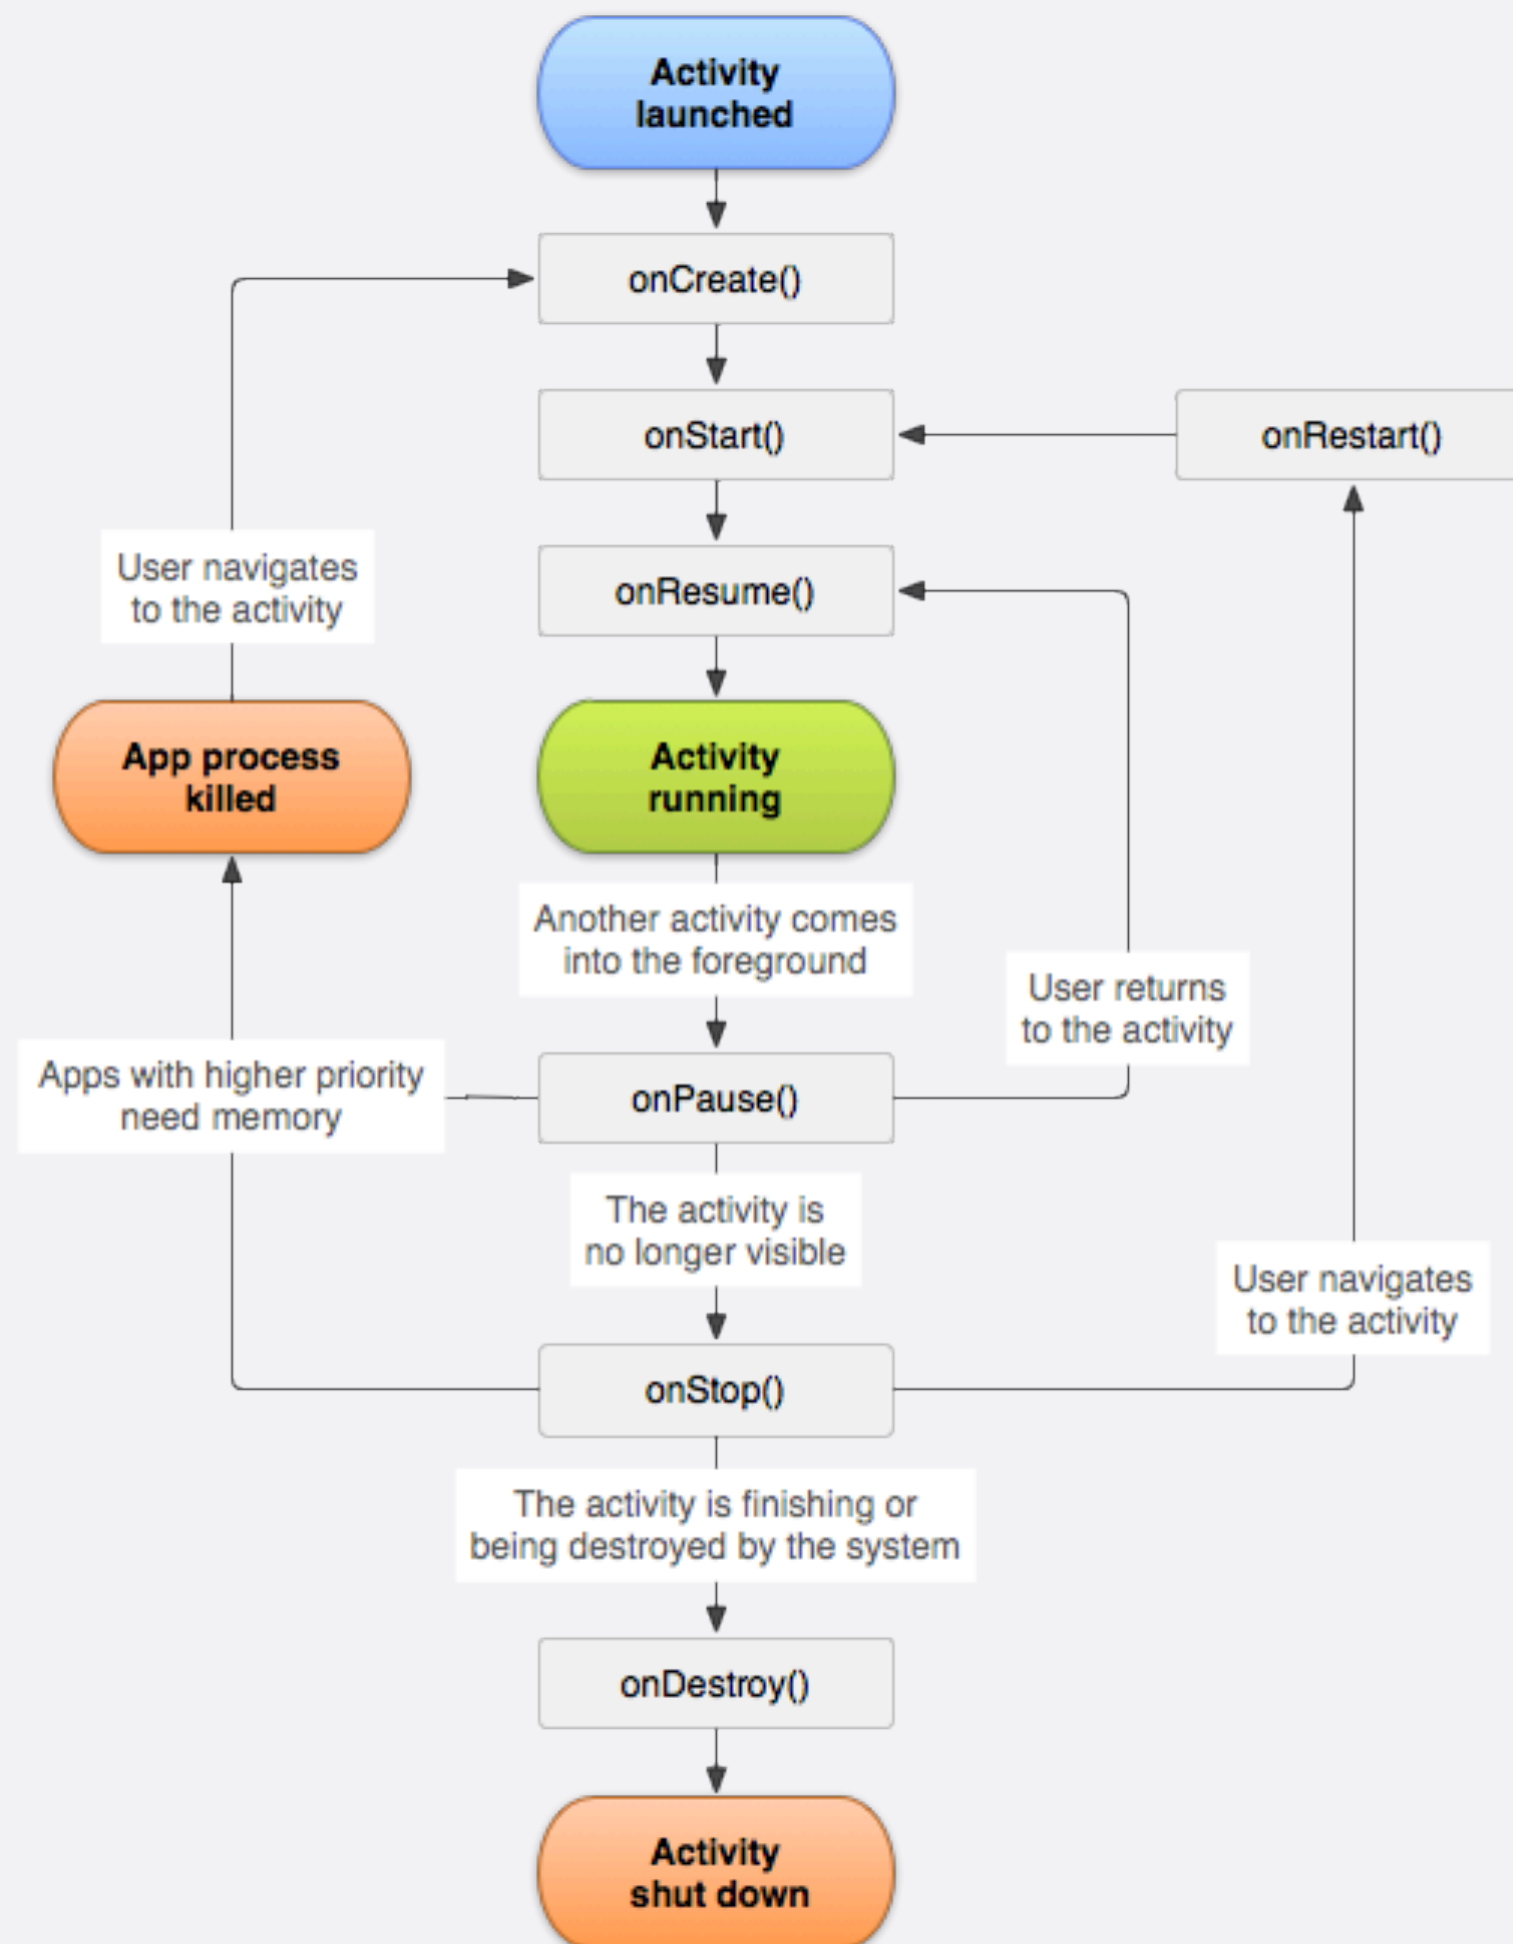 Activity
launched
onCreate()
onStart()
onRestart()
User navigates
to the activity
onResume()
App process
killed
Activity
running
Another activity comes
into the foreground
User returns
to the activity
Apps with higher priority
need memory
onPause()
The activity is
no longer visible
User navigates
to the activity
onStop()
The activity is finishing or
being destroyed by the system
onDestroy()
Activity
shut down